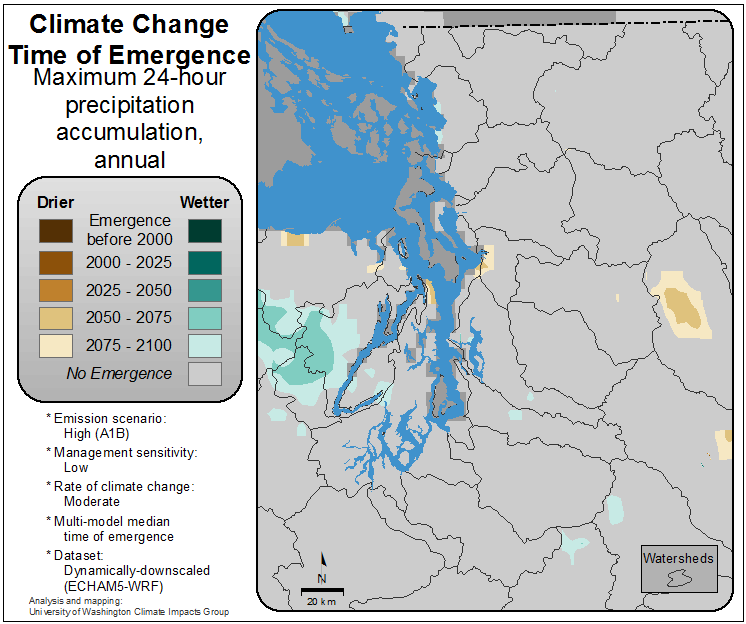 Climate Change
Time of Emergence
Maximum 24-hour
precipitation
accumulation,
annual
Drier Wetter
Emergence
before 2000
2000 - 2025
2025 - 2050
2050 - 2075
2075 - 2100
No Emergence
* Emission scenario:
High (A1B)
* Management sensitivity:
Low
* Rate of climate change:
Moderate
* Multi-model median
time of emergence
* Dataset:
Dynamically-downscaled
(ECHAM5-WRF)
Analysis and mapping:
University of Washington Climate Impacts Group
N
20 km
Watersheds